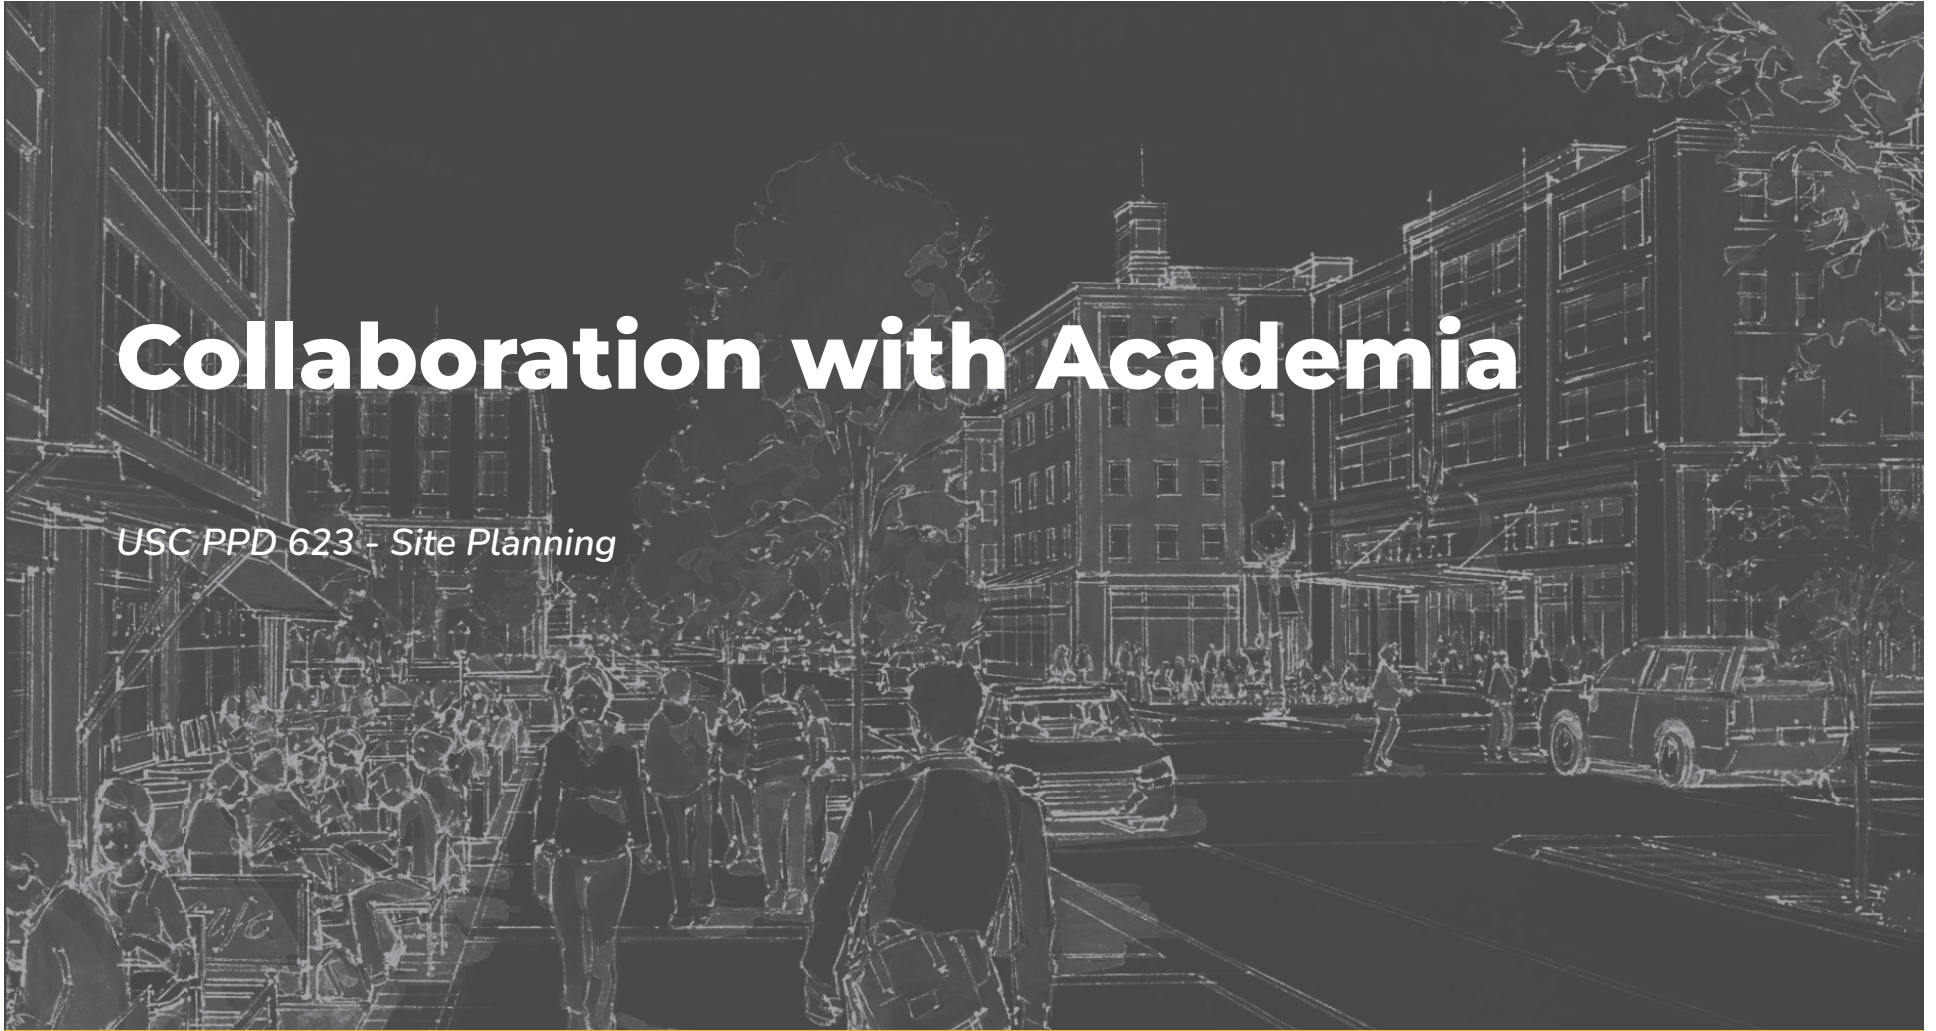 Collaboration with Academia
USC PPD 623 - Site Planning